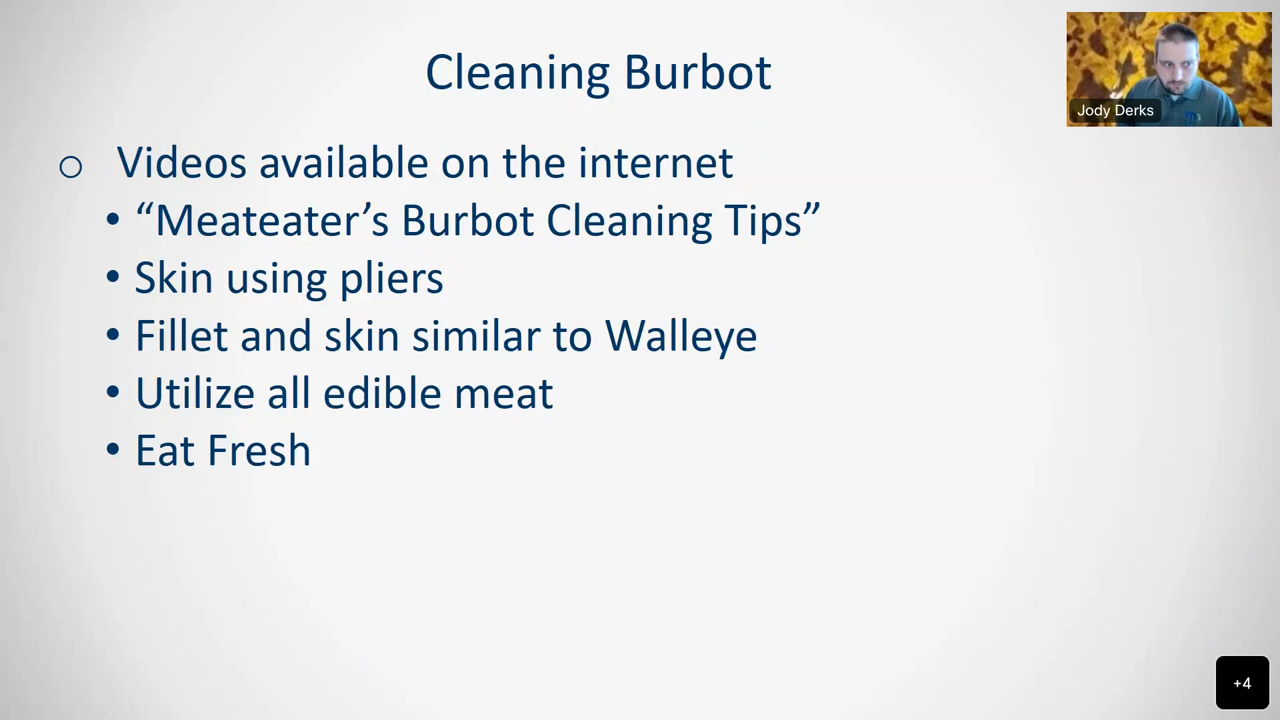 Cleaning Burbot
Jody Derks
o Videos available on the internet
• “Meateater’s Burbot Cleaning Tips”
• Skin using pliers
• Fillet and skin similar to Walleye
• Utilize all edible meat
• Eat Fresh
+4